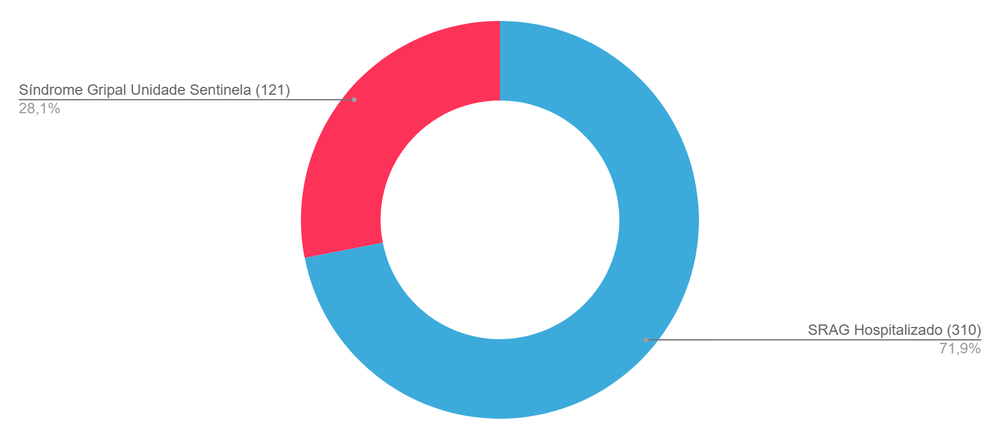 Síndrome Gripal Unidade Sentinela (121)
28,1%
SRAG Hospitalizado (310)
71,9%